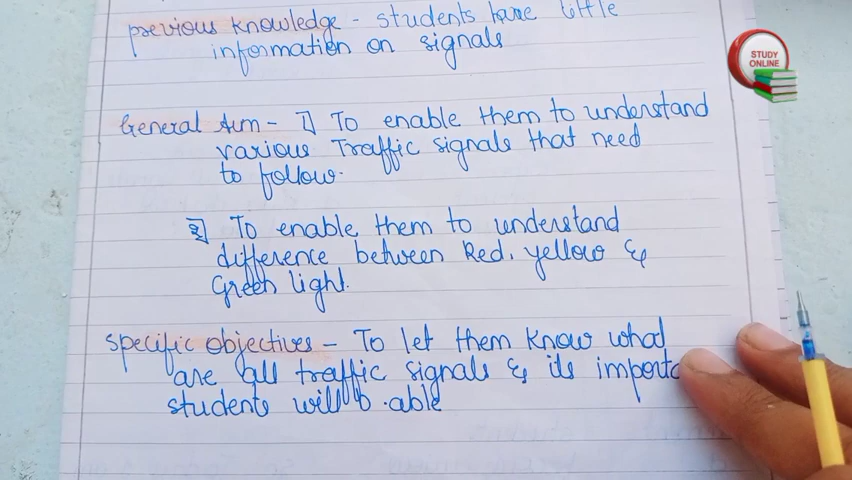 previous knowledge - students have little
information on signals
STUDY
ONLINE
General Aim - 1] To enable them to understand
various Traffic signals that need
to follow.
2] To enable them to understand
difference between Red, yellow &
Green light.
Specific objectives - To let them know what
are all traffic signals & its importa
students will b able